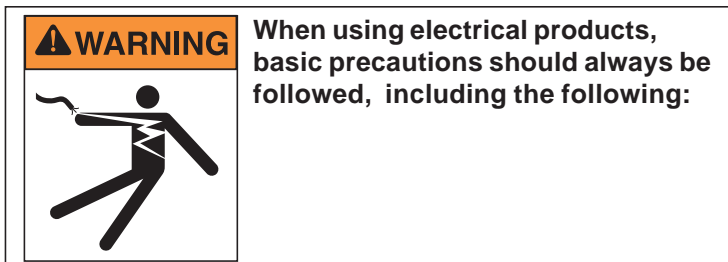 WARNING
When using electrical products,
basic precautions should always be
followed, including the following: